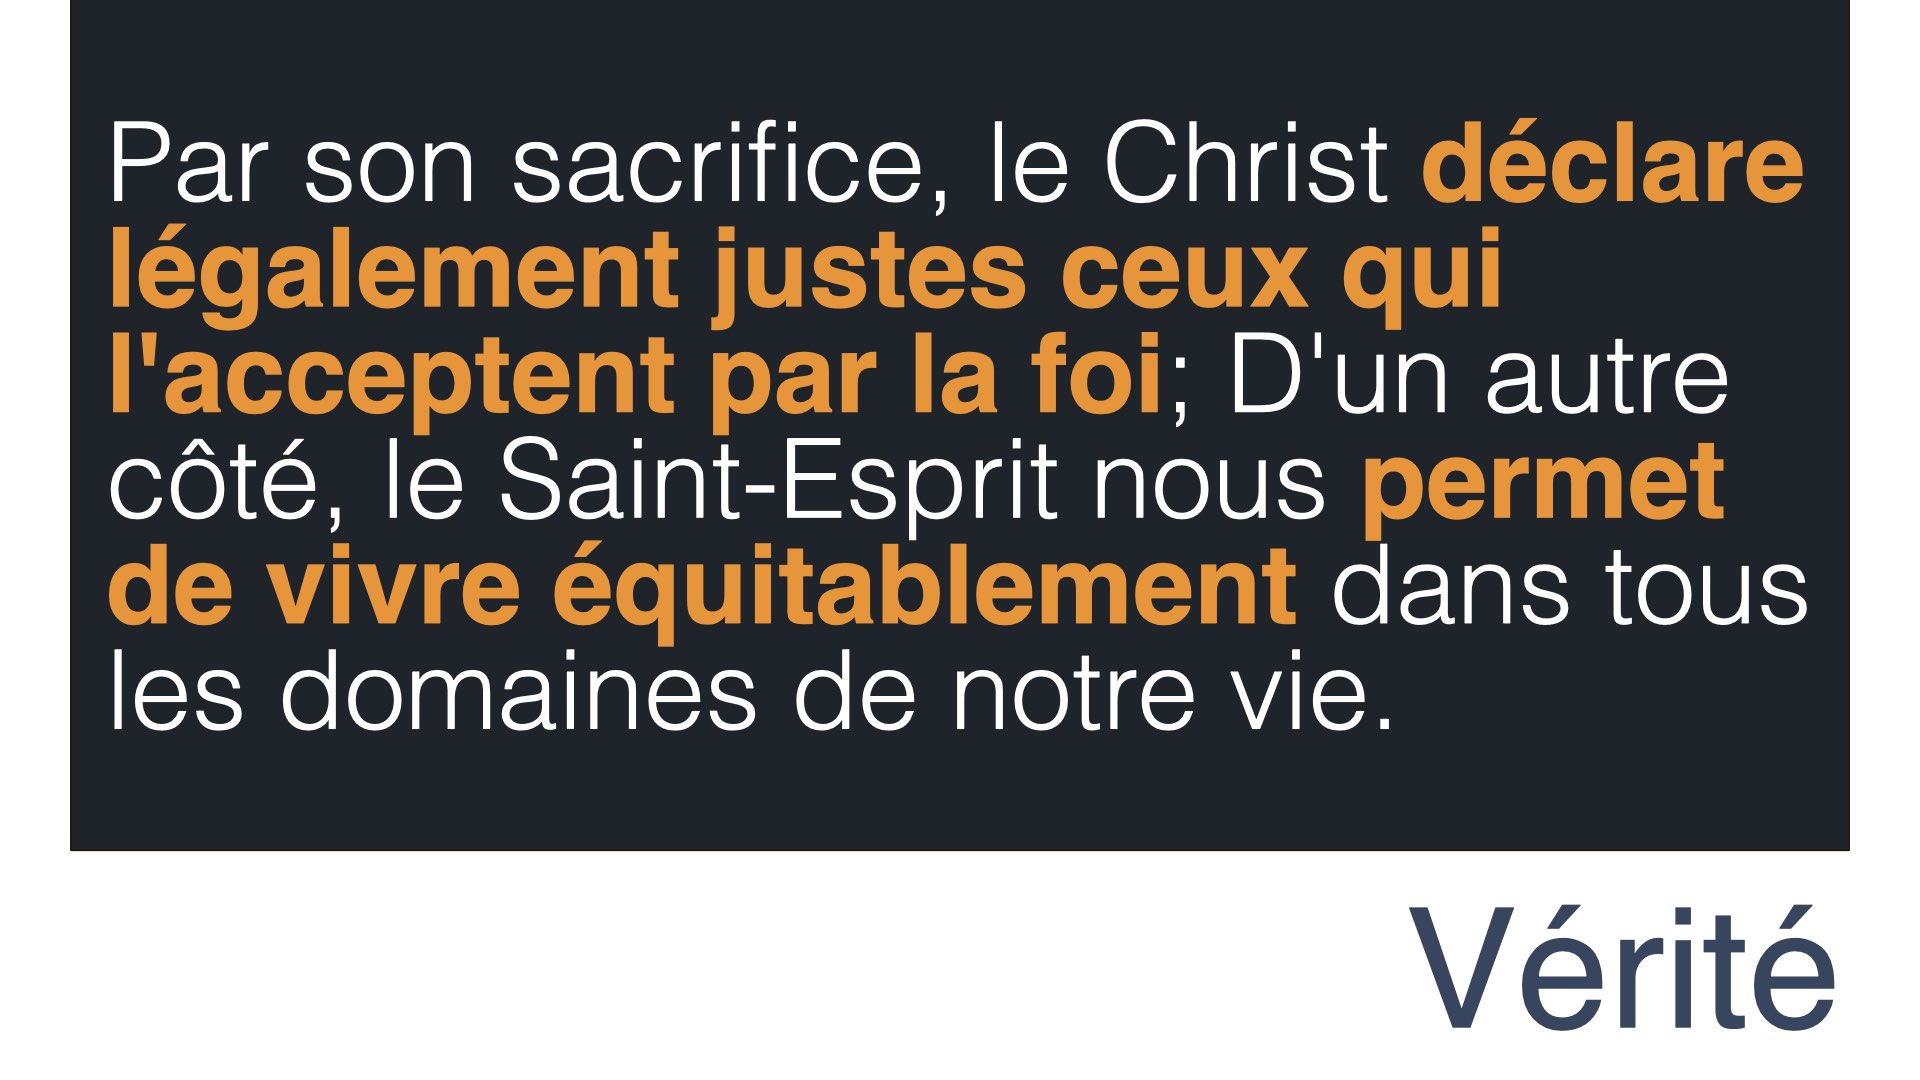 Par son sacrifice, le Christ déclare
légalement justes ceux qui
l'acceptent par la foi; D'un autre
côté, le Saint-Esprit nous permet
de vivre équitablement dans tous
les domaines de notre vie.
Vérité